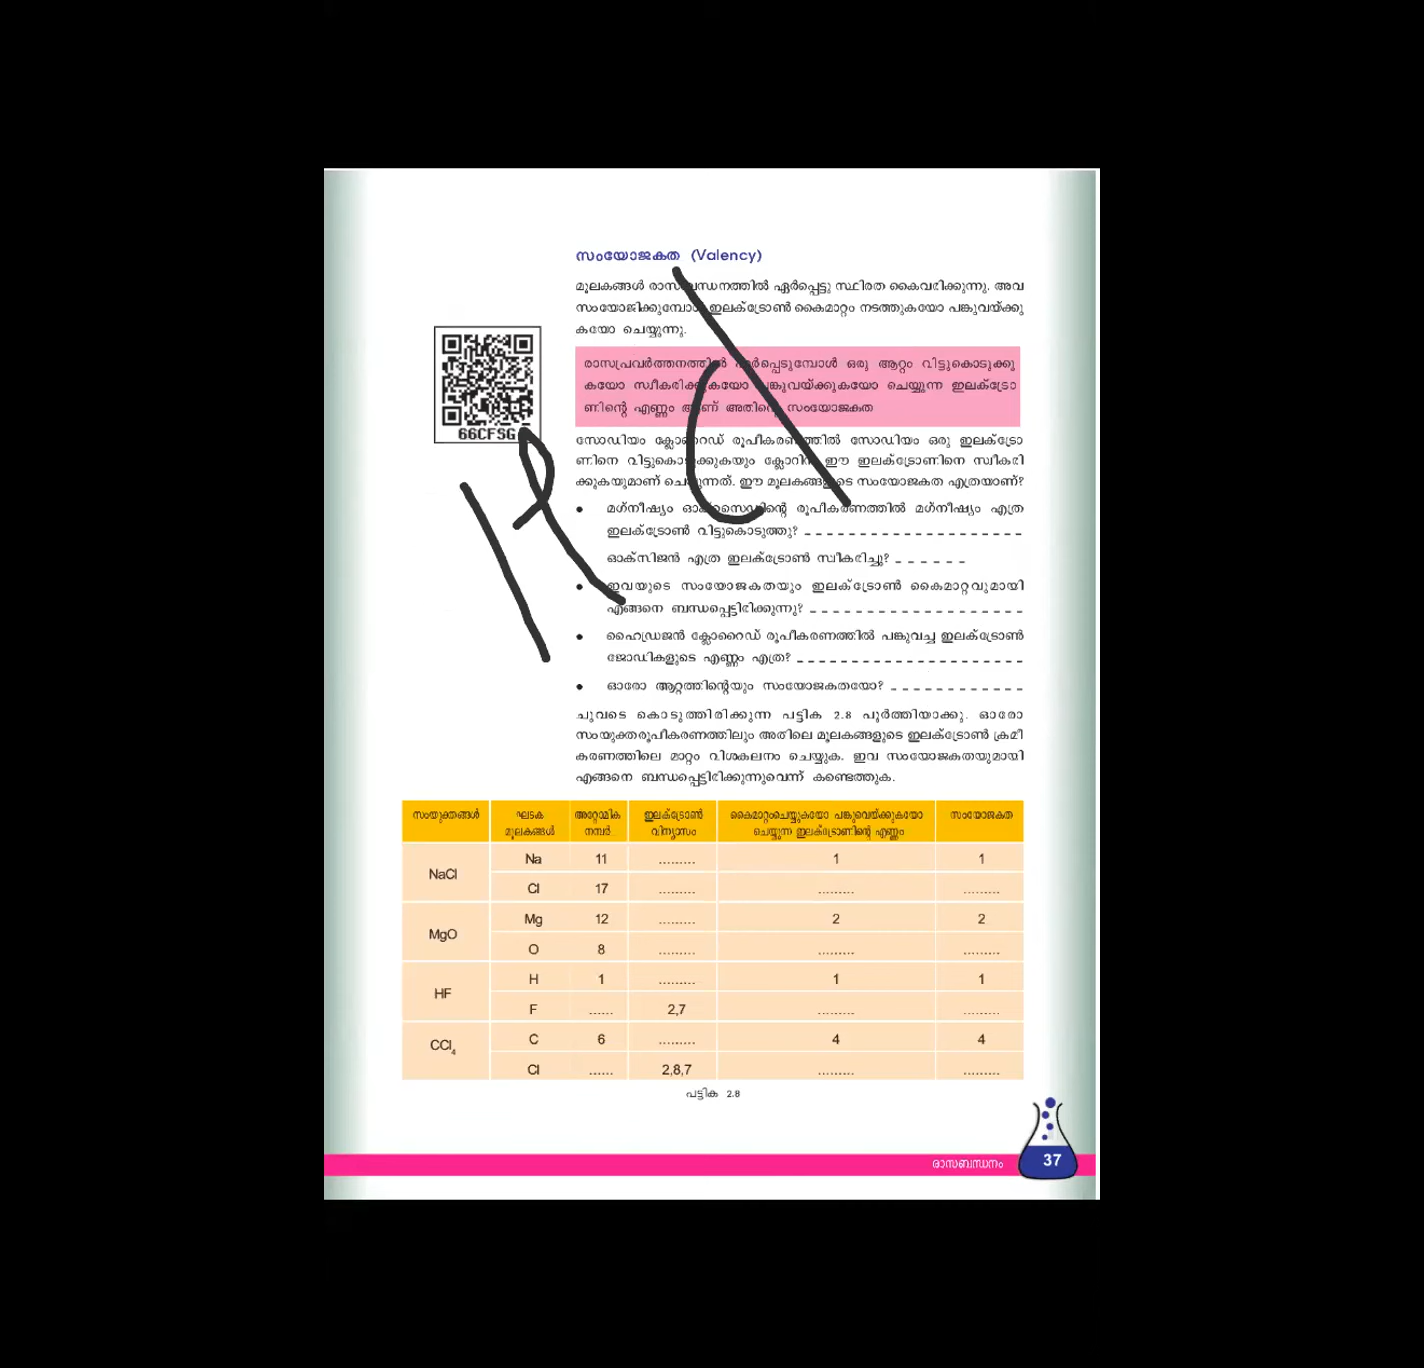 സംയോജകത (Valency)
മൂലകങ്ങൾ രാസബന്ധനത്തിൽ ഏർപ്പെട്ടു സ്ഥിരത കൈവരിക്കുന്നു. അവ
സംയോജിക്കുമ്പോൾ ഇലക്ട്രോൺ കൈമാറ്റം നടത്തുകയോ പങ്കുവയ്ക്കു
കയോ ചെയ്യുന്നു.
രാസപ്രവർത്തനത്തിൽ ഏർപ്പെടുമ്പോൾ ഒരു ആറ്റം വിട്ടുകൊടുക്കു
കയോ സ്വീകരിക്കുകയോ പങ്കുവയ്ക്കുകയോ ചെയ്യുന്ന ഇലക്ട്രോ
ണിന്റെ എണ്ണം ആണ് അതിന്റെ സംയോജകത
66CFSG
സോഡിയം ക്ലോറൈഡ് രൂപീകരണത്തിൽ സോഡിയം ഒരു ഇലക്ട്രോ
ണിനെ വിട്ടുകൊടുക്കുകയും ക്ലോറിൻ ഈ ഇലക്ട്രോണിനെ സ്വീകരി
ക്കുകയുമാണ് ചെയ്യുന്നത്. ഈ മൂലകങ്ങളുടെ സംയോജകത എത്രയാണ്?
• മഗ്നീഷ്യം ഓക്സൈഡിന്റെ രൂപീകരണത്തിൽ മഗ്നീഷ്യം എത്ര
ഇലക്ട്രോൺ വിട്ടുകൊടുത്തു? _ _ _ _ _ _ _ _ _ _ _ _ _ _ _ _ _ _ _
ഓക്സിജൻ എത്ര ഇലക്ട്രോൺ സ്വീകരിച്ചു? _ _ _ _ _ _
• ഇവയുടെ സംയോജകതയും ഇലക്ട്രോൺ കൈമാറ്റവുമായി
എങ്ങനെ ബന്ധപ്പെട്ടിരിക്കുന്നു? _ _ _ _ _ _ _ _ _ _ _ _ _ _ _ _ _ _ _
• ഹൈഡ്രജൻ ക്ലോറൈഡ് രൂപീകരണത്തിൽ പങ്കുവച്ച ഇലക്ട്രോൺ
ജോഡികളുടെ എണ്ണം എത്ര? _ _ _ _ _ _ _ _ _ _ _ _ _ _ _ _ _ _ _ _
• ഓരോ ആറ്റത്തിന്റെയും സംയോജകതയോ? _ _ _ _ _ _ _ _ _ _ _ _
ചുവടെ കൊടുത്തിരിക്കുന്ന പട്ടിക 2.8 പൂർത്തിയാക്കു. ഓരോ
സംയുക്തരൂപീകരണത്തിലും അതിലെ മൂലകങ്ങളുടെ ഇലക്ട്രോൺ ക്രമീ
കരണത്തിലെ മാറ്റം വിശകലനം ചെയ്യുക. ഇവ സംയോജകതയുമായി
എങ്ങനെ ബന്ധപ്പെട്ടിരിക്കുന്നുവെന്ന് കണ്ടെത്തുക.
സംയുക്തങ്ങൾ ഘടക മൂലകങ്ങൾ അറ്റോമിക നമ്പർ ഇലക്ട്രോൺ വിന്യാസം കൈമാറ്റംചെയ്യുകയോ പങ്കുവെയ്ക്കുകയോ ചെയ്യുന്ന ഇലക്ട്രോണിന്റെ എണ്ണം സംയോജകത
NaCl Na 11 ......... 1 1
Cl 17 ......... ......... .........
MgO Mg 12 ......... 2 2
O 8 ......... ......... .........
HF H 1 ......... 1 1
F ...... 2,7 ......... .........
CCl4 C 6 ......... 4 4
Cl ...... 2,8,7 ......... .........
പട്ടിക 2.8
രാസബന്ധനം 37